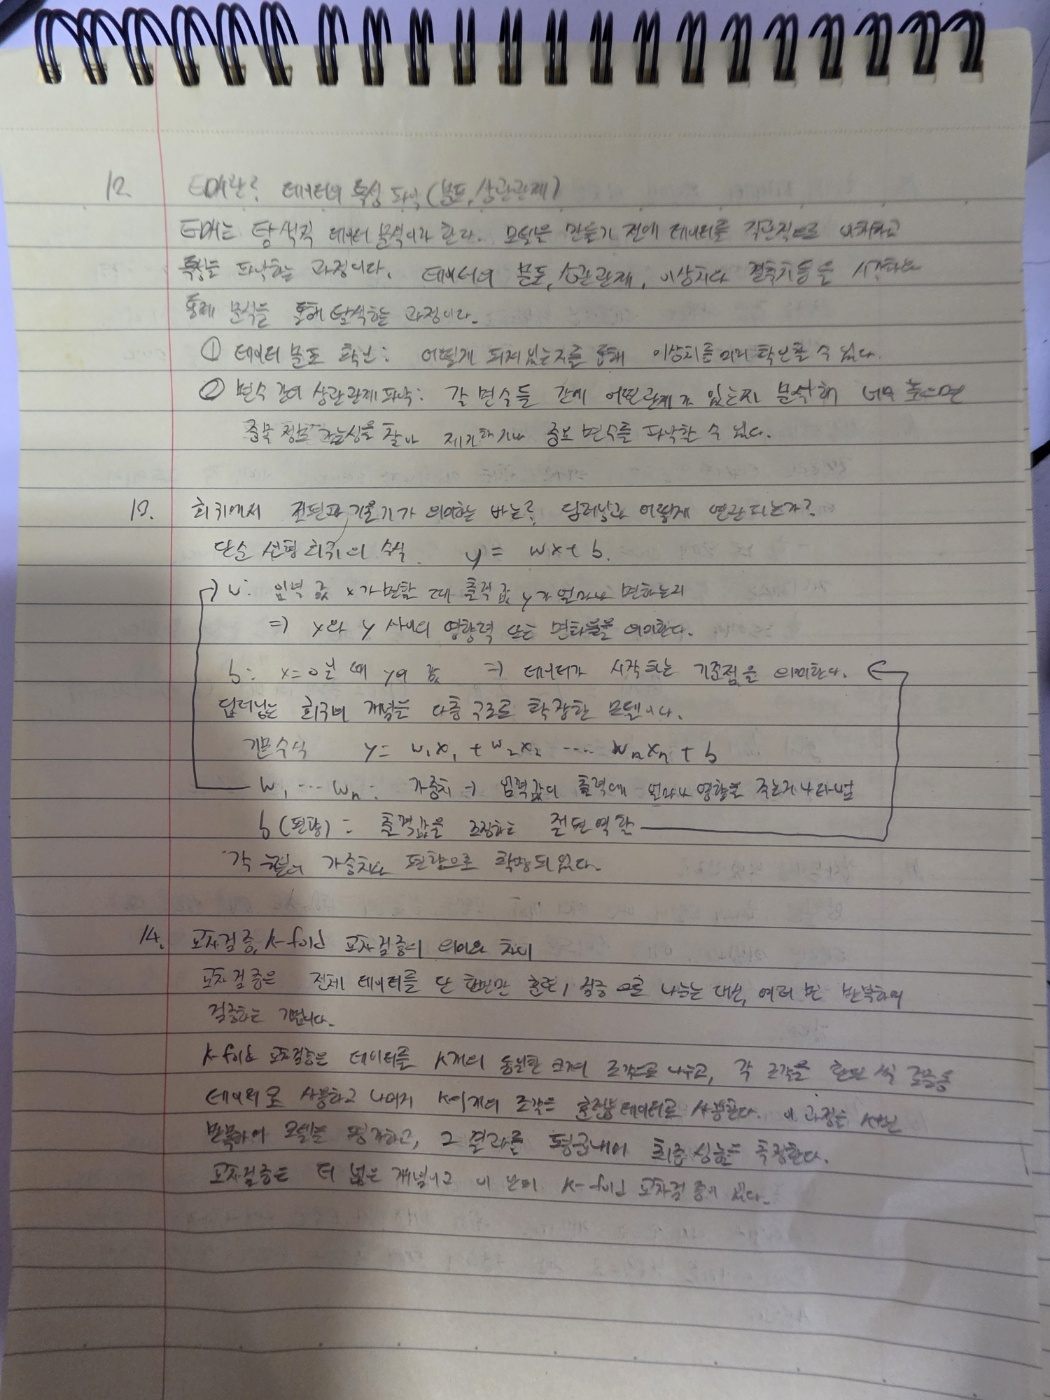 12. EDA란? 데이터의 특성 파악 (분포, 상관관계)
EDA는 탐색적 데이터 분석이라 한다. 모델을 만들기 전에 데이터를 직관적으로 이해하고
특징을 파악하는 과정이다. 데이터의 분포, 상관관계, 이상치나 결측치 등을 시각화나
통계 분석을 통해 탐색하는 과정이다.
① 데이터 분포 확인: 어떻게 퍼져있는지를 통해 이상치를 미리 확인할 수 있다.
② 변수 간의 상관관계 파악: 각 변수들 간에 어떤관계가 있는지 분석해 너무 높으면
중복 정보 가능성을 찾아 제거하거나 중요 변수를 파악할 수 있다.
13. 회귀에서 절편과 기울기가 의미하는 바는? 딥러닝과 어떻게 연관되는가?
단순 선형 회귀의 수식. y = wx + b.
w: 입력 값 x가 변할 때 출력 값 y가 얼마나 변하는지
⇒ x와 y 사이의 영향력 또는 변화율을 의미한다.
b: x=0일 때 y의 값 ⇒ 데이터가 시작하는 기준점을 의미한다.
딥러닝은 회귀의 개념을 다층 구조로 확장한 모델이다.
기본수식 y = w₁x₁ + w₂x₂ ... wₙxₙ + b
w₁ ... wₙ: 가중치 → 입력값이 출력에 얼마나 영향을 주는지 나타냄
b (편향) = 출력값을 조정하는 절편 역할
각 가중치와 편향으로 확장되었다.
14. 교차검증, K-fold 교차검증의 의미와 차이
교차 검증은 전체 데이터를 단 한번만 훈련/검증 으로 나누는 대신, 여러 번 반복하여
검증하는 기법이다.
K-fold 교차검증은 데이터를 K개의 동일한 크기 조각으로 나누고, 각 조각을 한번 씩 검증용
데이터로 사용하고 나머지 K-1개의 조각은 훈련용데이터로 사용한다. 이 과정을 K번
반복하여 모델을 평가하고, 그 결과를 평균내어 최종 성능을 측정한다.
교차검증은 더 넓은 개념이고 이 안에 K-fold 교차검증이 있다.